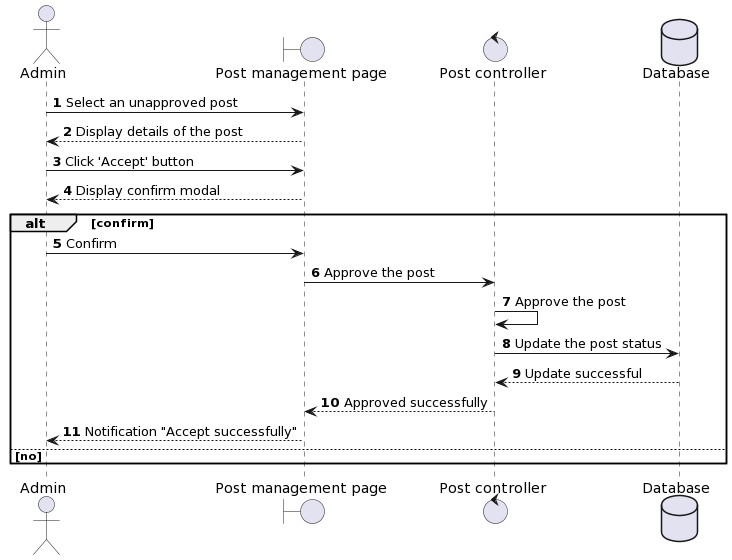 Admin
Post management page
Post controller
Database
1 Select an unapproved post
2 Display details of the post
3 Click 'Accept' button
4 Display confirm modal
alt [confirm]
5 Confirm
6 Approve the post
7 Approve the post
8 Update the post status
9 Update successful
10 Approved successfully
11 Notification "Accept successfully"
[no]
Admin
Post management page
Post controller
Database